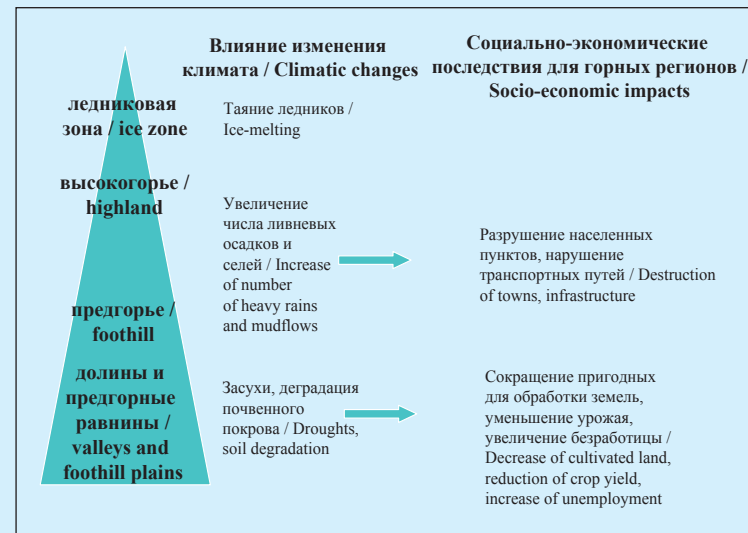 Влияние изменения
климата / Climatic changes
Социально-экономические
последствия для горных регионов /
Socio-economic impacts
ледниковая
зона / ice zone
Таяние ледников /
Ice-melting
высокогорье /
highland
Увеличение
числа ливневых
осадков и
селей / Increase
of number
of heavy rains
and mudflows
Разрушение населенных
пунктов, нарушение
транспортных путей / Destruction
of towns, infrastructure
предгорье /
foothill
долины и
предгорные
равнины /
valleys and
foothill plains
Засухи, деградация
почвенного
покрова / Droughts,
soil degradation
Сокращение пригодных
для обработки земель,
уменьшение урожая,
увеличение безработицы /
Decrease of cultivated land,
reduction of crop yield,
increase of unemployment